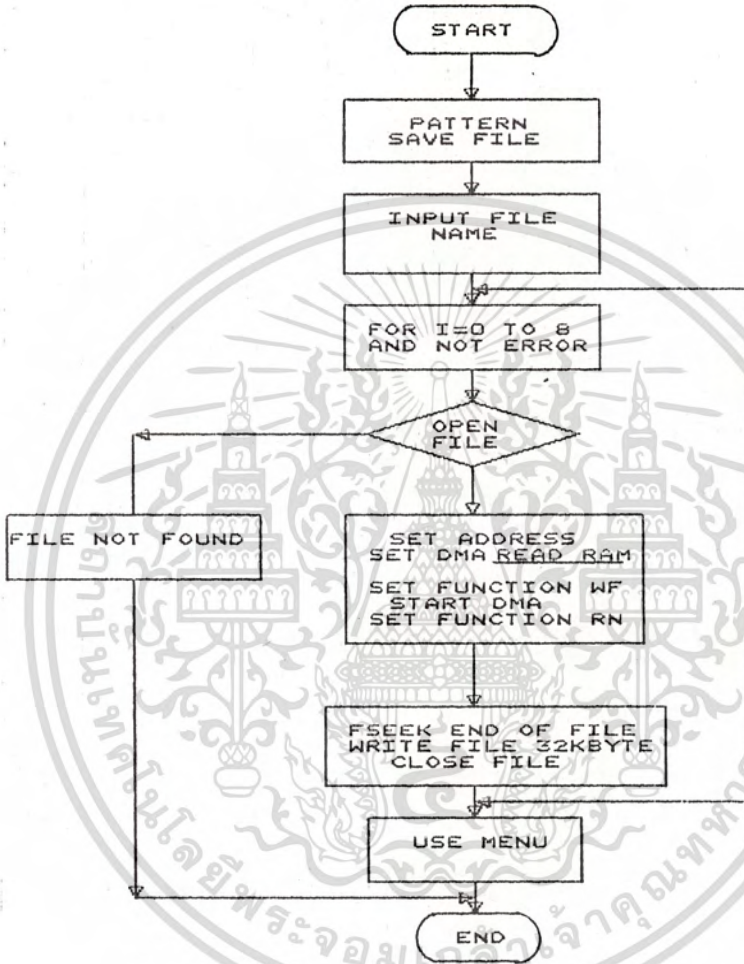 START
PATTERN
SAVE FILE
INPUT FILE
NAME
FOR I=0 TO 8
AND NOT ERROR
OPEN
FILE
FILE NOT FOUND
SET ADDRESS
SET DMA READ RAM
SET FUNCTION WF
START DMA
SET FUNCTION RN
FSEEK END OF FILE
WRITE FILE 32KBYTE
CLOSE FILE
USE MENU
END